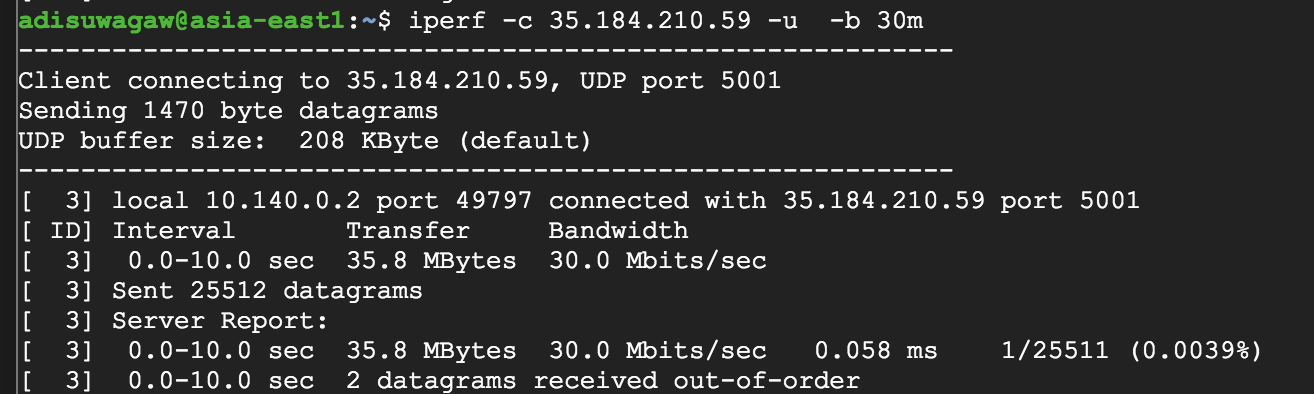 adisuwagaw@asia-east1:~$ iperf -c 35.184.210.59 -u  -b 30m
------------------------------------------------------------
Client connecting to 35.184.210.59, UDP port 5001
Sending 1470 byte datagrams
UDP buffer size:  208 KByte (default)
------------------------------------------------------------
[  3] local 10.140.0.2 port 49797 connected with 35.184.210.59 port 5001
[ ID] Interval       Transfer     Bandwidth
[  3]  0.0-10.0 sec  35.8 MBytes  30.0 Mbits/sec
[  3] Sent 25512 datagrams
[  3] Server Report:
[  3]  0.0-10.0 sec  35.8 MBytes  30.0 Mbits/sec   0.058 ms    1/25511 (0.0039%)
[  3]  0.0-10.0 sec  2 datagrams received out-of-order